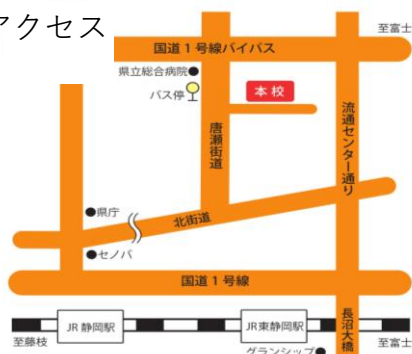 アクセス
至富士
国道1号線バイパス
県立総合病院
バス停
本校
唐瀬街道
流通センター通り
県庁
北街道
セノバ
国道1号線
長沼大橋
JR 静岡駅
JR東静岡駅
至藤枝
グランシップ
至富士